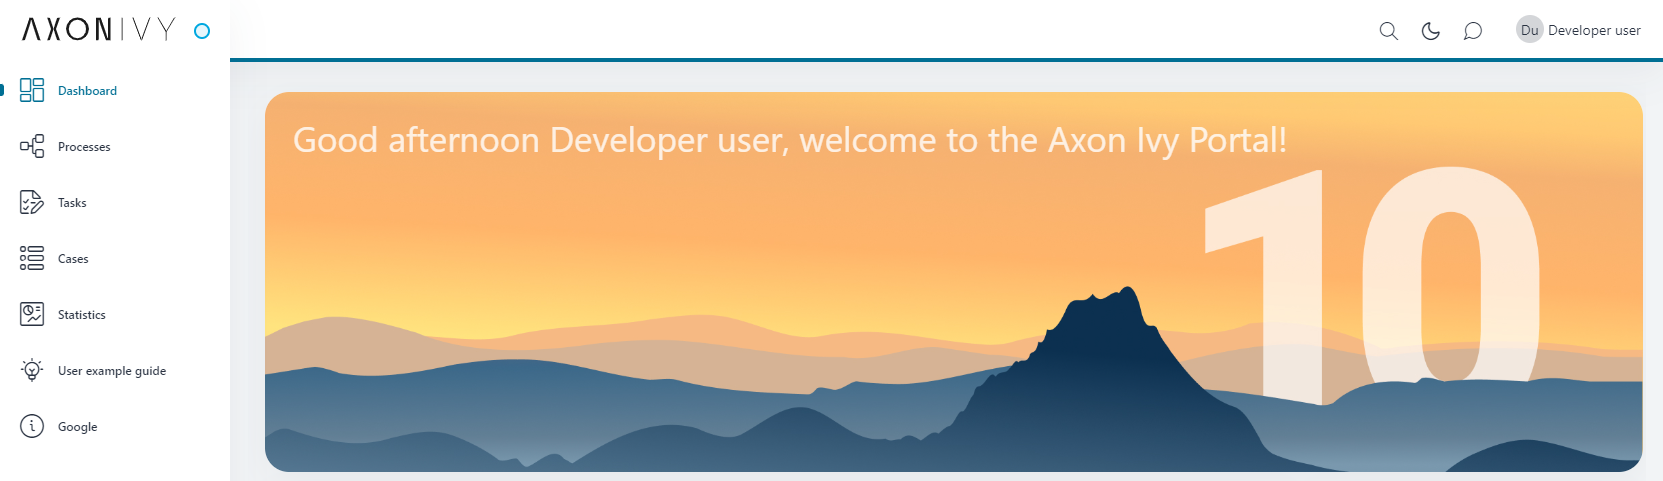 AXONIVY
Du Developer user
Dashboard
Processes
Tasks
Cases
Statistics
User example guide
Google
Good afternoon Developer user, welcome to the Axon Ivy Portal!
10